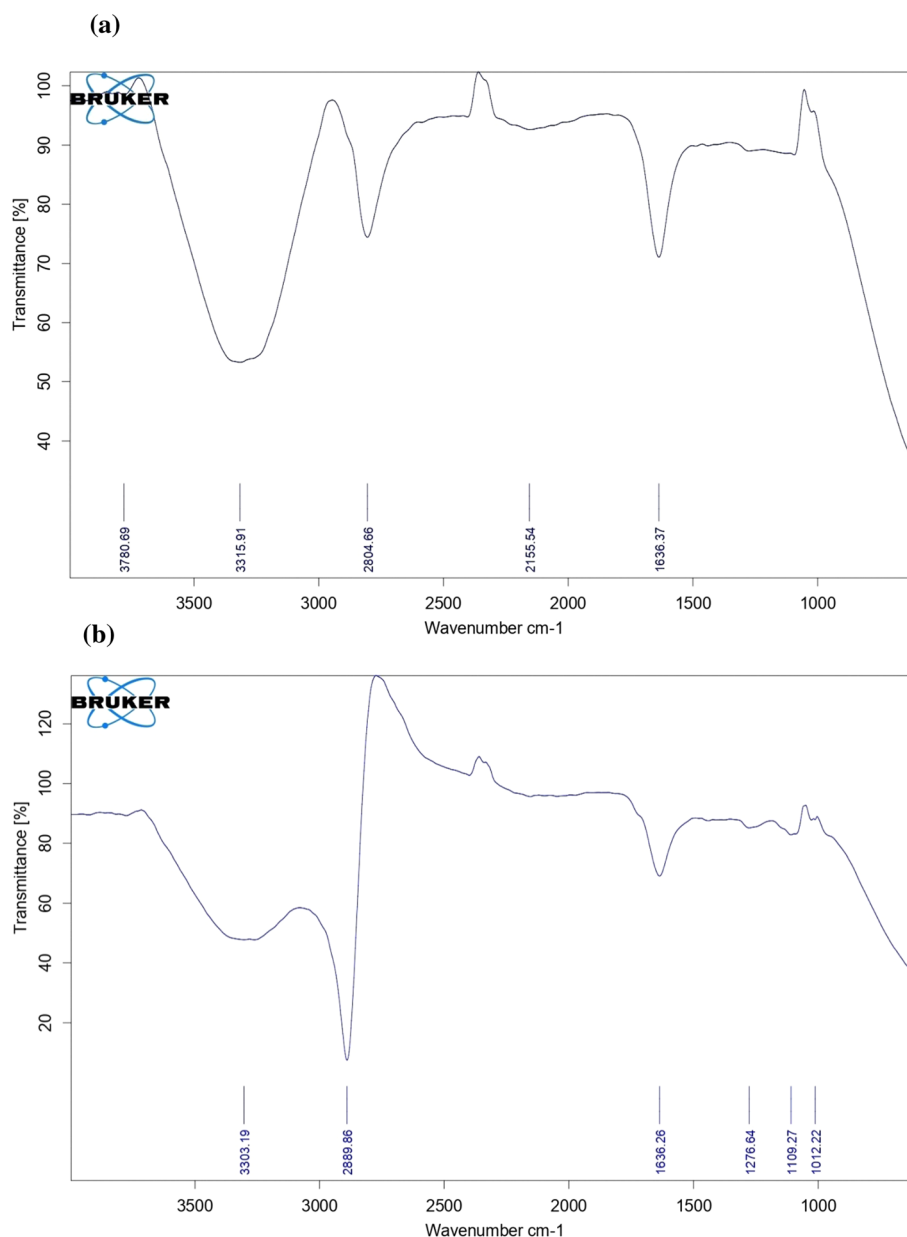 (a)
BRUKER
100
90
80
70
60
50
40
Transmittance [%]
3780.69
3315.91
2804.66
2155.54
1636.37
3500 3000 2500 2000 1500 1000
Wavenumber cm-1
(b)
BRUKER
120
100
80
60
40
20
Transmittance [%]
3303.19
2889.86
1636.26
1276.64
1109.27
1012.22
3500 3000 2500 2000 1500 1000
Wavenumber cm-1